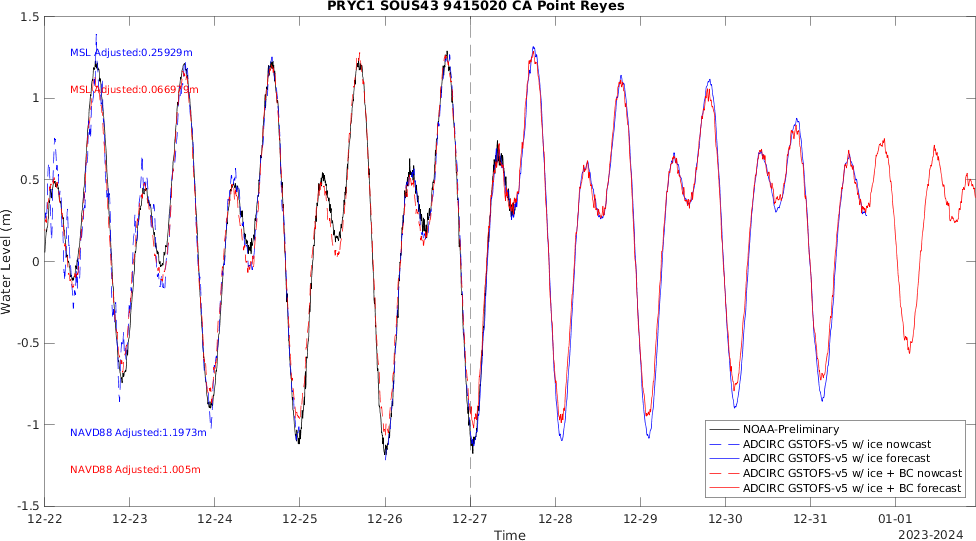 PRYC1 SOUS43 9415020 CA Point Reyes
1.5
1
0.5
0
-0.5
-1
-1.5
Water Level (m)
MSL Adjusted:0.25929m
MSL Adjusted:0.066979m
NAVD88 Adjusted:1.1973m
NAVD88 Adjusted:1.005m
NOAA-Preliminary
ADCIRC GSTOFS-v5 w/ ice nowcast
ADCIRC GSTOFS-v5 w/ ice forecast
ADCIRC GSTOFS-v5 w/ ice + BC nowcast
ADCIRC GSTOFS-v5 w/ ice + BC forecast
12-22 12-23 12-24 12-25 12-26 12-27 12-28 12-29 12-30 12-31 01-01
Time
2023-2024